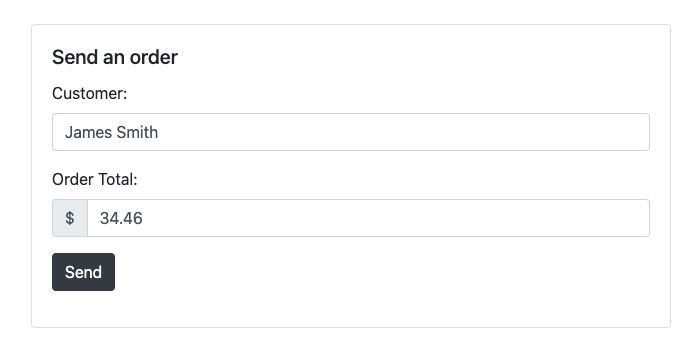 Send an order
Customer:
James Smith
Order Total:
$ 34.46
Send